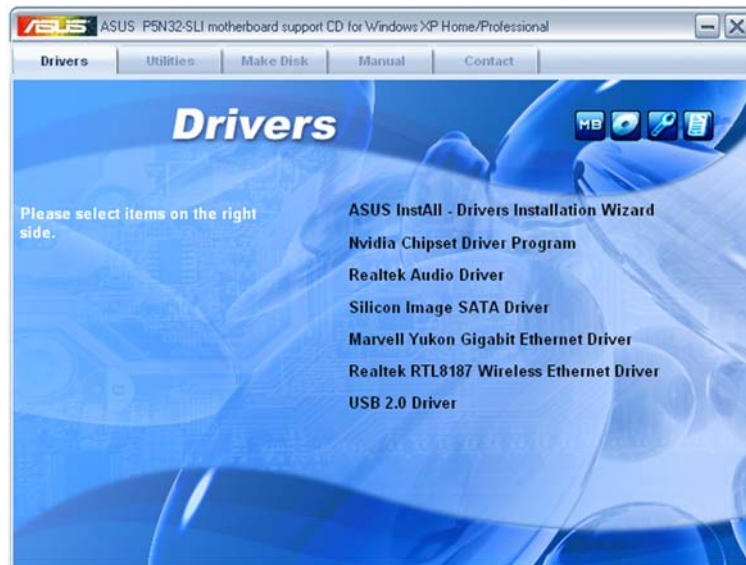 ASUS ASUS P5N32-SLI motherboard support CD for Windows XP Home/Professional
Drivers Utilities Make Disk Manual Contact
Drivers
MB
Please select items on the right
side.
ASUS InstAll - Drivers Installation Wizard
Nvidia Chipset Driver Program
Realtek Audio Driver
Silicon Image SATA Driver
Marvell Yukon Gigabit Ethernet Driver
Realtek RTL8187 Wireless Ethernet Driver
USB 2.0 Driver